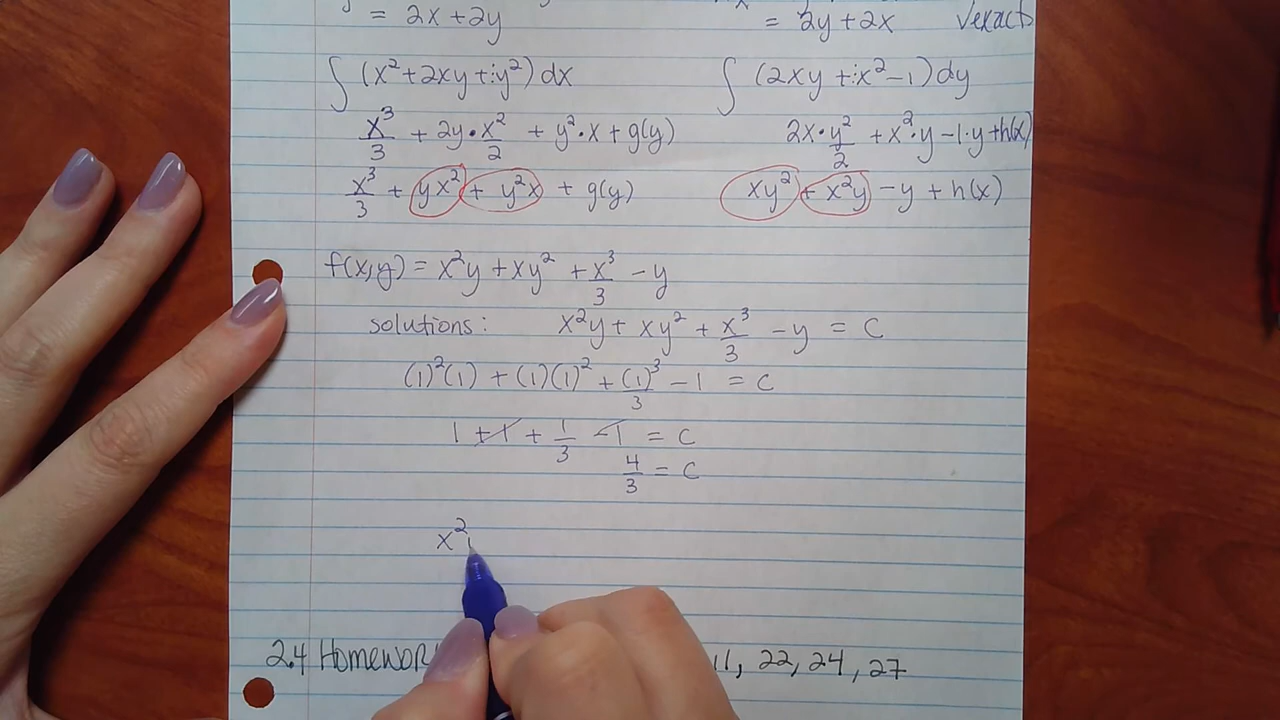 = 2x + 2y = 2y + 2x √exact
∫ (x² + 2xy + y²) dx ∫ (2xy + x² - 1) dy
x³/3 + 2y · x²/2 + y² · x + g(y) 2x · y²/2 + x² · y - 1 · y + h(x)
x³/3 + yx² + y²x + g(y) xy² + x²y - y + h(x)
f(x,y) = x²y + xy² + x³/3 - y
solutions: x²y + xy² + x³/3 - y = C
(1)²(1) + (1)(1)² + (1)³/3 - 1 = C
1 + 1 + 1/3 - 1 = C
4/3 = C
x²
2.4 Homework 11, 22, 24, 27